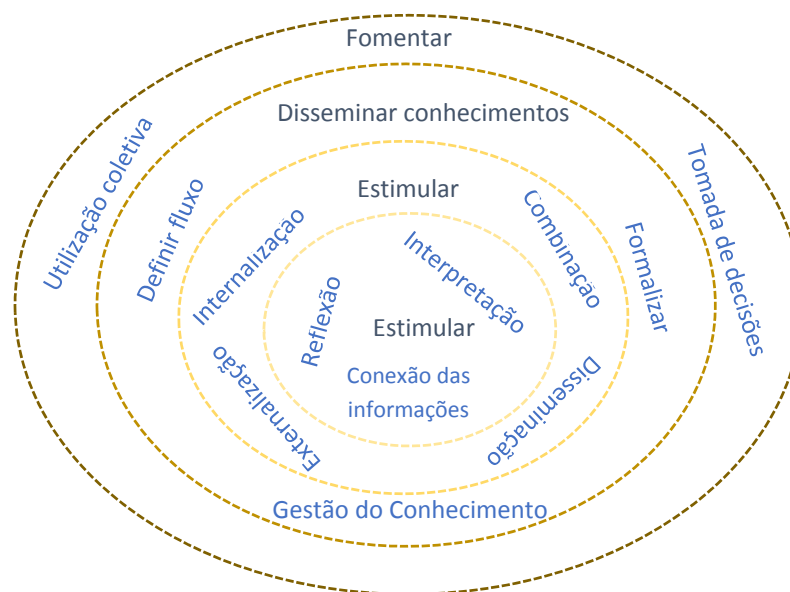 Fomentar
Disseminar conhecimentos
Utilização coletiva
Tomada de decisões
Definir fluxo
Estimular
Combinação
Formalizar
Internalização
Interpretação
Reflexão
Estimular
Conexão das
informações
Externalização
Disseminação
Gestão do Conhecimento